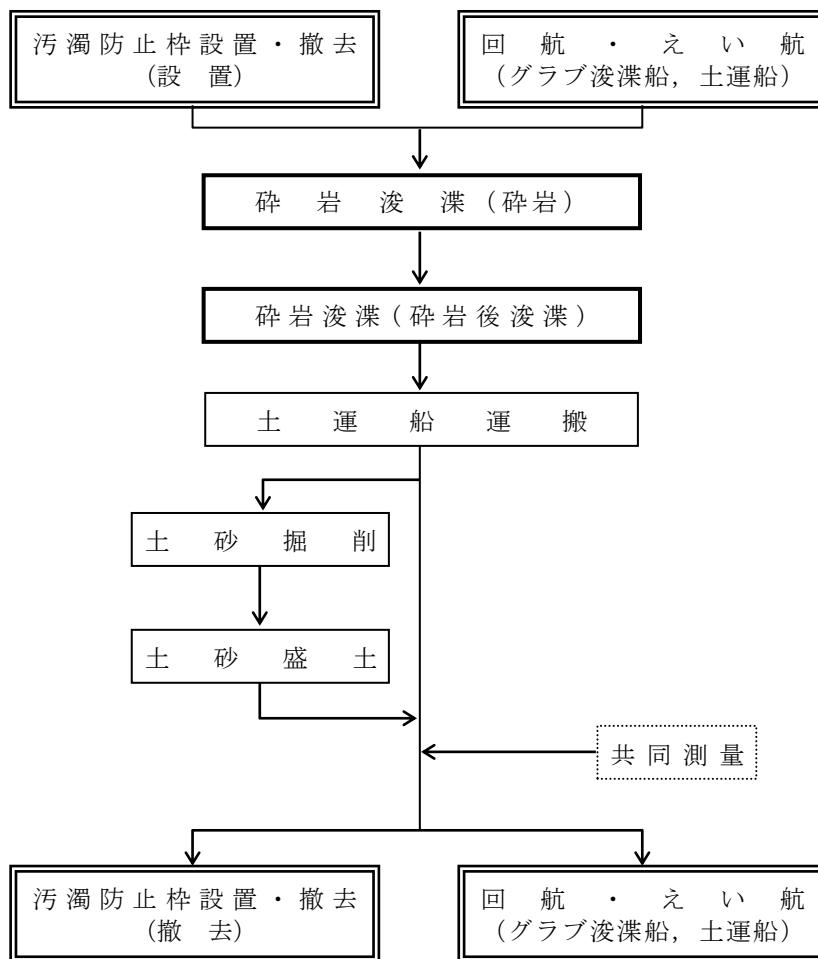 汚濁防止枠設置・撤去
(設　置)
回航・えい航
(グラブ浚渫船，土運船)
砕岩浚渫(砕岩)
砕岩浚渫(砕岩後浚渫)
土運船運搬
土砂掘削
土砂盛土
共同測量
汚濁防止枠設置・撤去
(撤　去)
回航・えい航
(グラブ浚渫船，土運船)